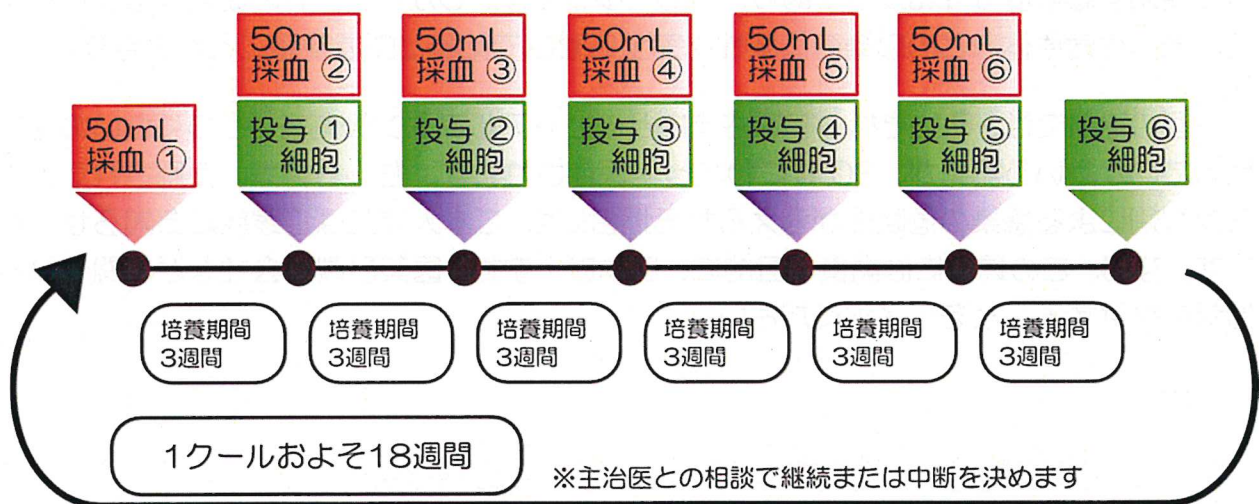 50mL
採血 ①
50mL
採血 ②
投与 ①
細胞
50mL
採血 ③
投与 ②
細胞
50mL
採血 ④
投与 ③
細胞
50mL
採血 ⑤
投与 ④
細胞
50mL
採血 ⑥
投与 ⑤
細胞
投与 ⑥
細胞
培養期間
3週間
培養期間
3週間
培養期間
3週間
培養期間
3週間
培養期間
3週間
培養期間
3週間
1クールおよそ18週間
※主治医との相談で継続または中断を決めます